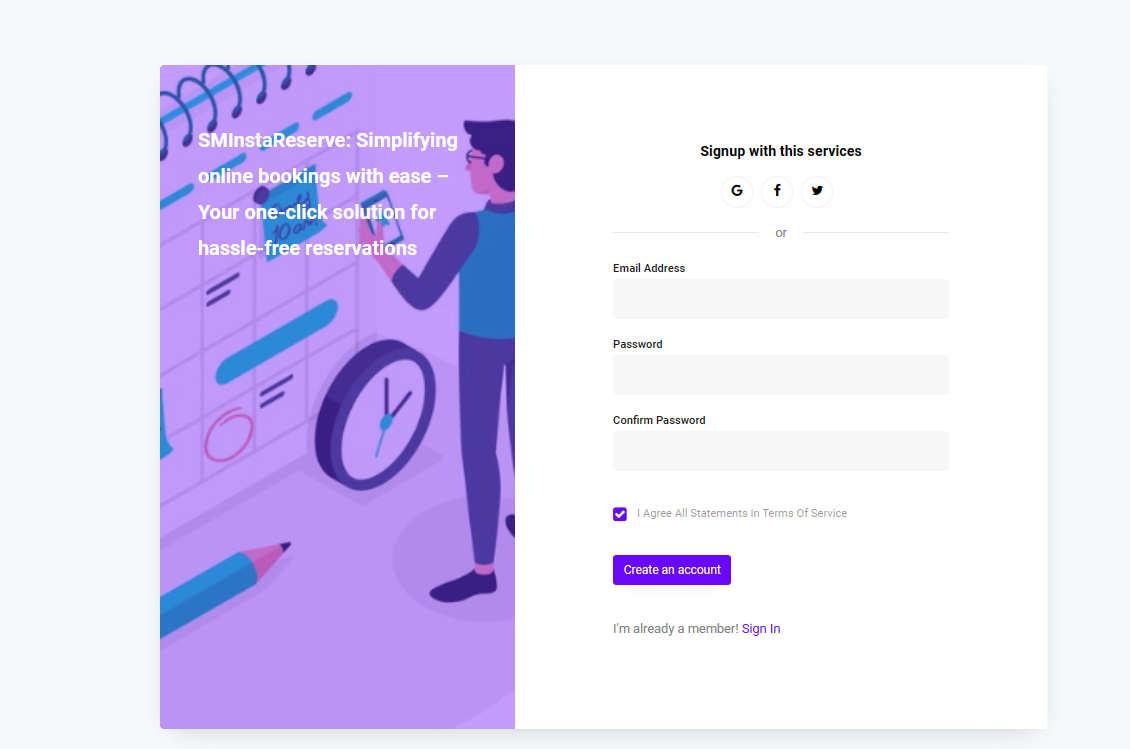 SMInstaReserve: Simplifying
online bookings with ease –
Your one-click solution for
hassle-free reservations
Signup with this services
or
Email Address
Password
Confirm Password
I Agree All Statements In Terms Of Service
Create an account
I'm already a member! Sign In